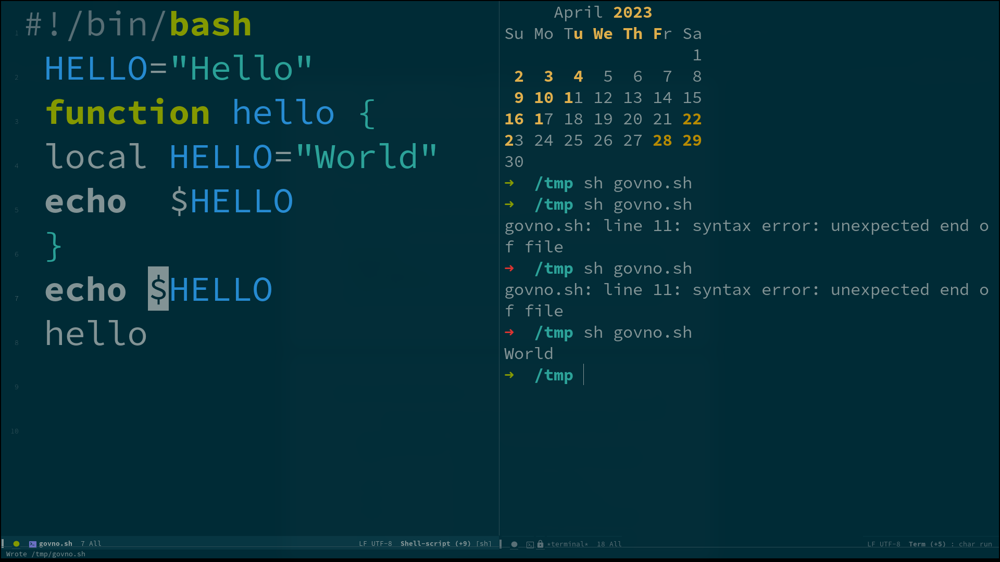 1 #!/bin/bash
2 HELLO="Hello"
3 function hello {
4 local HELLO="World"
5 echo  $HELLO
6 }
7 echo $HELLO
8 hello
9
10
govno.sh 7 All LF UTF-8 Shell-script (+9) [sh]
April 2023
Su Mo Tu We Th Fr Sa
1
2 3 4 5 6 7 8
9 10 11 12 13 14 15
16 17 18 19 20 21 22
23 24 25 26 27 28 29
30
➜ /tmp sh govno.sh
➜ /tmp sh govno.sh
govno.sh: line 11: syntax error: unexpected end o
f file
➜ /tmp sh govno.sh
govno.sh: line 11: syntax error: unexpected end o
f file
➜ /tmp sh govno.sh
World
➜ /tmp
*terminal* 18 All LF UTF-8 Term (+5) : char run
Wrote /tmp/govno.sh